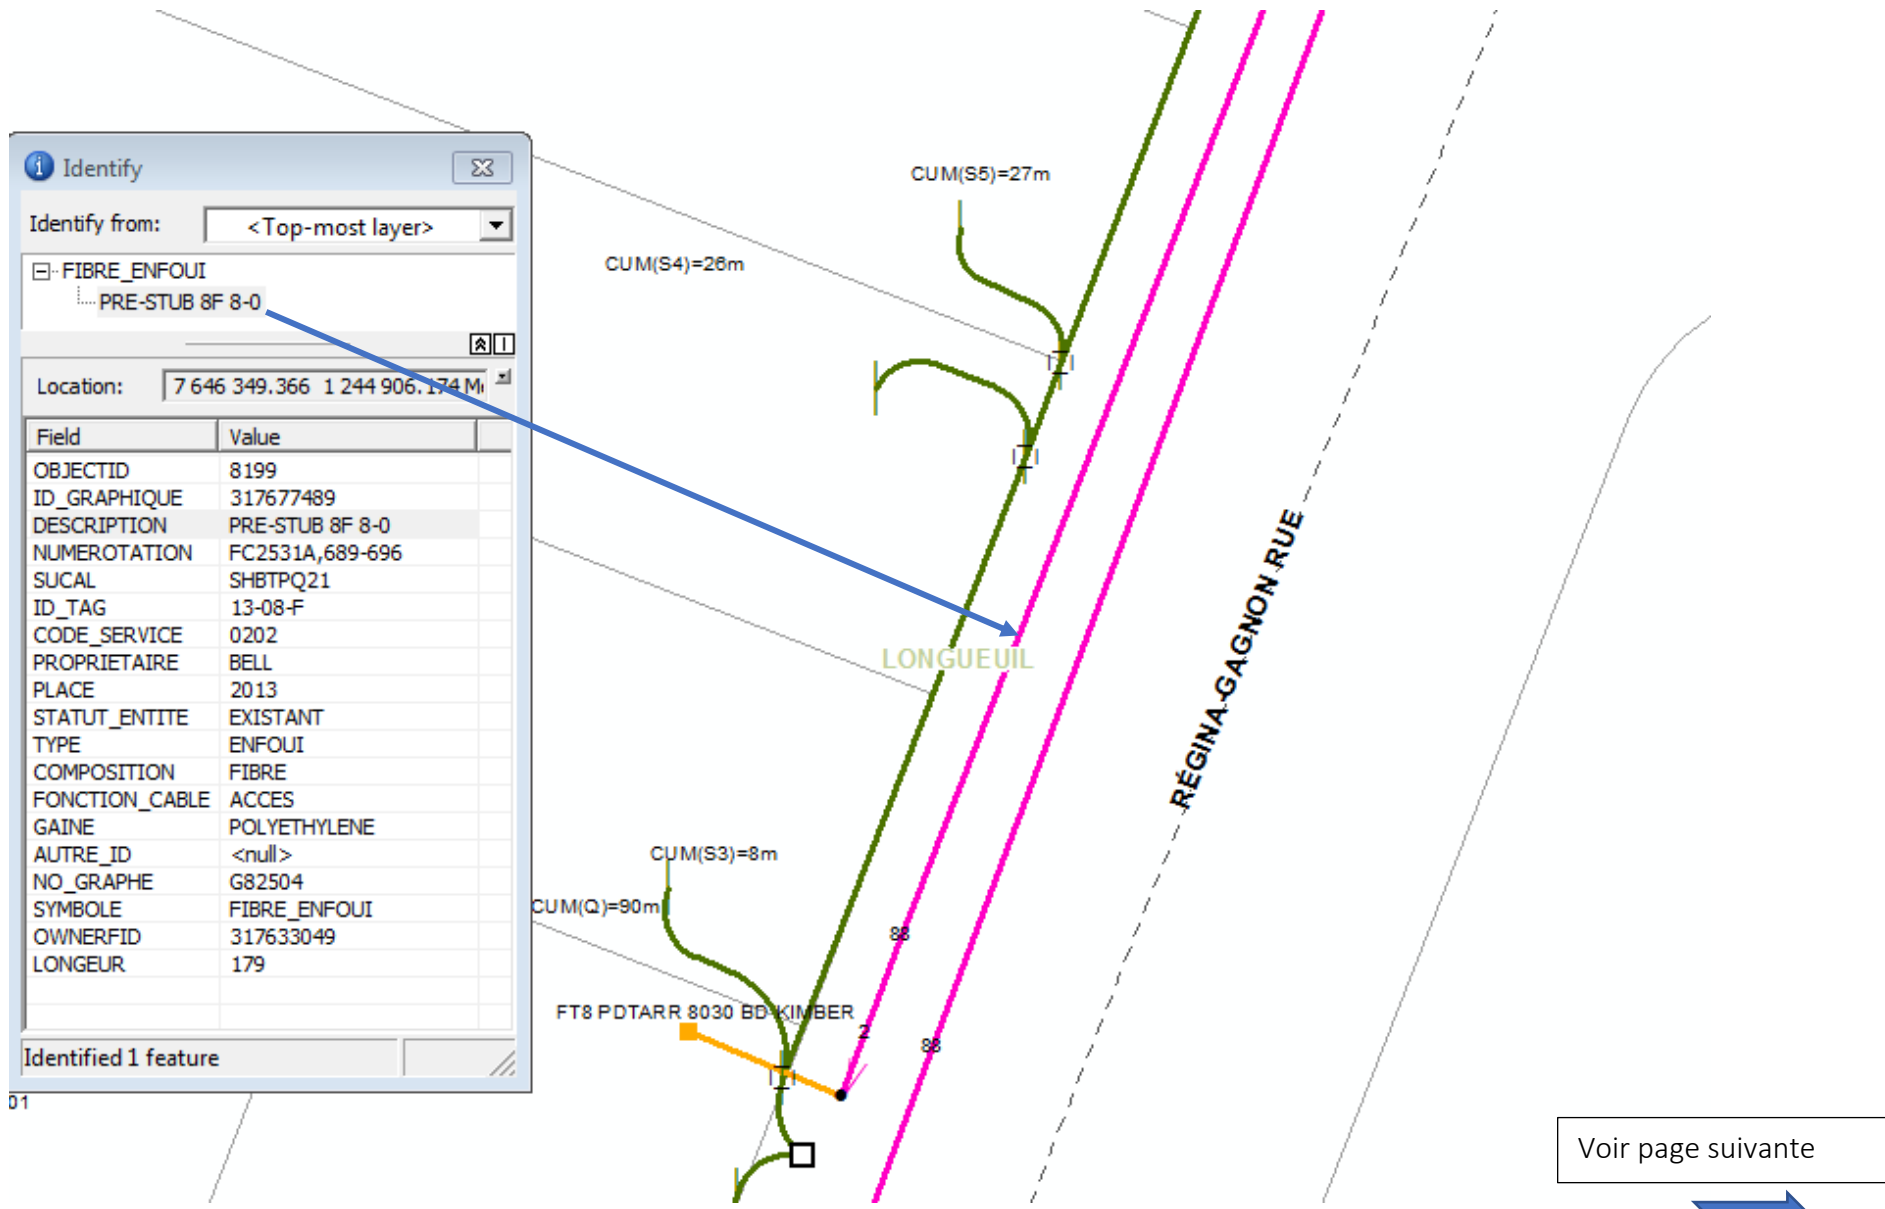 Identify
Identify from:
<Top-most layer>
FIBRE_ENFOUI
PRE-STUB 8F 8-0
Location:
7 646 349.366 1 244 906.174 M
Field Value
OBJECTID 8199
ID_GRAPHIQUE 317677489
DESCRIPTION PRE-STUB 8F 8-0
NUMEROTATION FC2531A,689-696
SUCAL SHBTPQ21
ID_TAG 13-08-F
CODE_SERVICE 0202
PROPRIETAIRE BELL
PLACE 2013
STATUT_ENTITE EXISTANT
TYPE ENFOUI
COMPOSITION FIBRE
FONCTION_CABLE ACCES
GAINE POLYETHYLENE
AUTRE_ID <null>
NO_GRAPHE G82504
SYMBOLE FIBRE_ENFOUI
OWNERFID 317633049
LONGEUR 179
Identified 1 feature
01
CUM(S5)=27m
CUM(S4)=26m
LONGUEUIL
RÉGINA-GAGNON RUE
CUM(S3)=8m
CUM(Q)=90m
88
FT8 PDTARR 8030 BD KIMBER
2
88
Voir page suivante